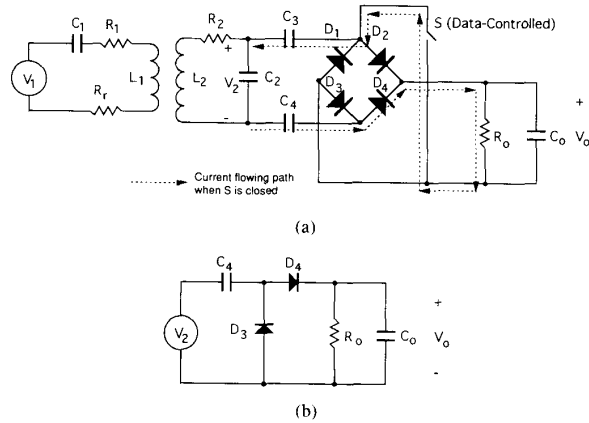 C1 R1
V1
Rr
L1
R2
L2
+
V2
-
C2
C3
C4
D1
D2
D3
D4
S (Data-Controlled)
+
Ro
Co
Vo
-
Current flowing path
when S is closed
(a)
C4
D4
V2
D3
Ro
Co
+
Vo
-
(b)